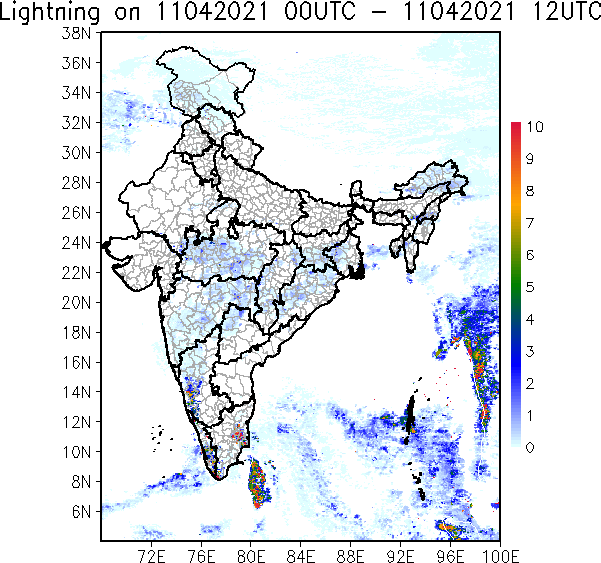 Lightning on 11042021 00UTC – 11042021 12UTC
38N
36N
34N
32N
30N
28N
26N
24N
22N
20N
18N
16N
14N
12N
10N
8N
6N
72E 76E 80E 84E 88E 92E 96E 100E
10
9
8
7
6
5
4
3
2
1
0